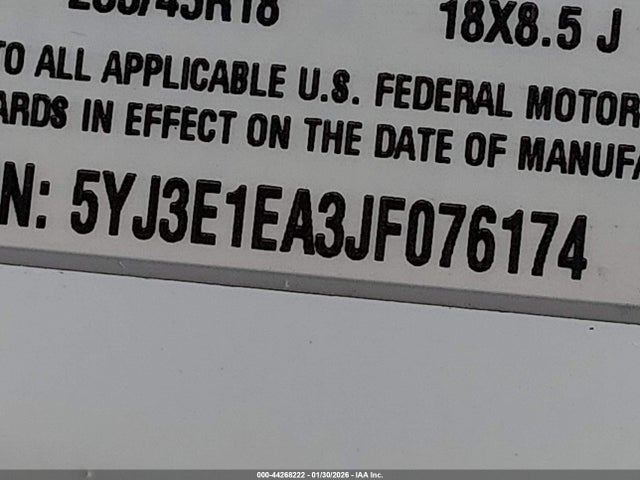 18X8.5 J
TO ALL APPLICABLE U.S. FEDERAL MOTOR
ARDS IN EFFECT ON THE DATE OF MANUFA
N: 5YJ3E1EA3JF076174
000-44268222 - 01/30/2026 - IAA Inc.